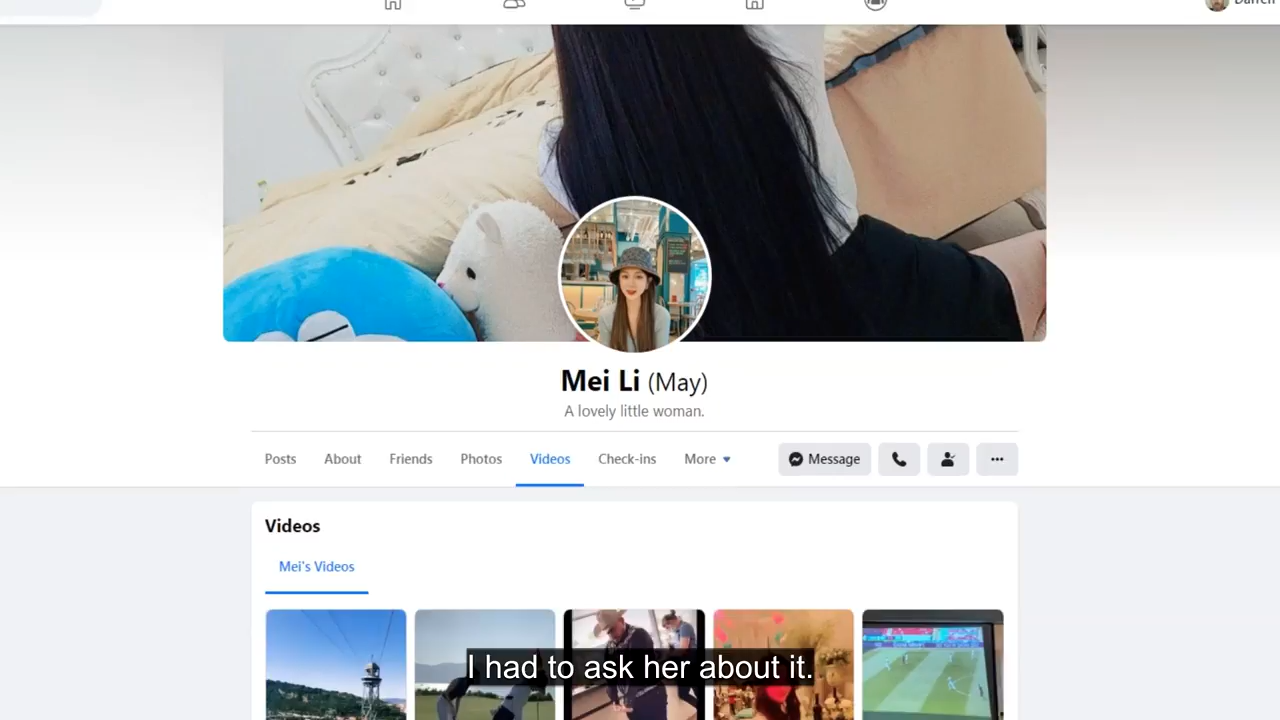 Darren
Mei Li (May)
A lovely little woman.
Posts
About
Friends
Photos
Videos
Check-ins
More
Message
Videos
Mei's Videos
I had to ask her about it.